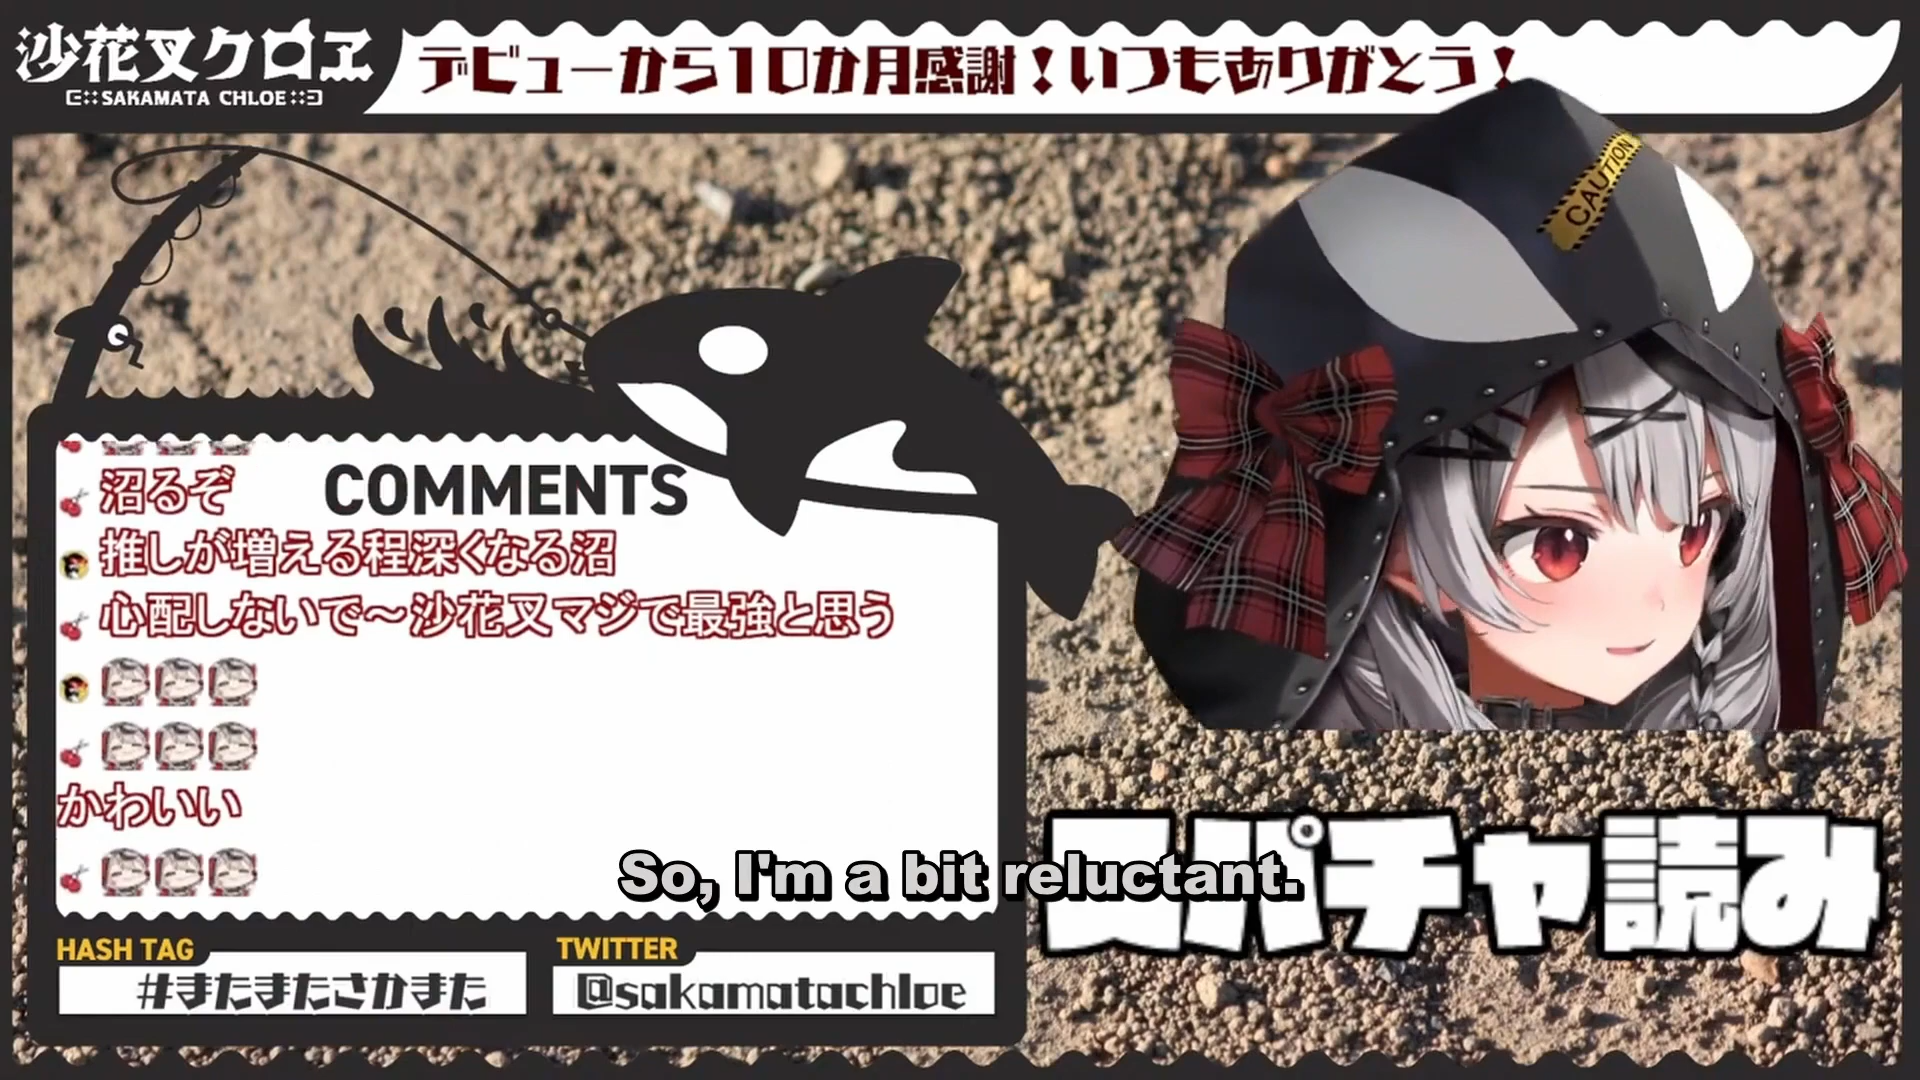 沙花叉クロヱ
SAKAMATA CHLOE
デビューから10か月感謝！いつもありがとう！
CAUTION
COMMENTS
沼るぞ
推しが増える程深くなる沼
心配しないで～沙花叉マジで最強と思う
かわいい
So, I'm a bit reluctant.
スパチャ読み
HASH TAG
#またまたさかまた
TWITTER
@sakamatachloe